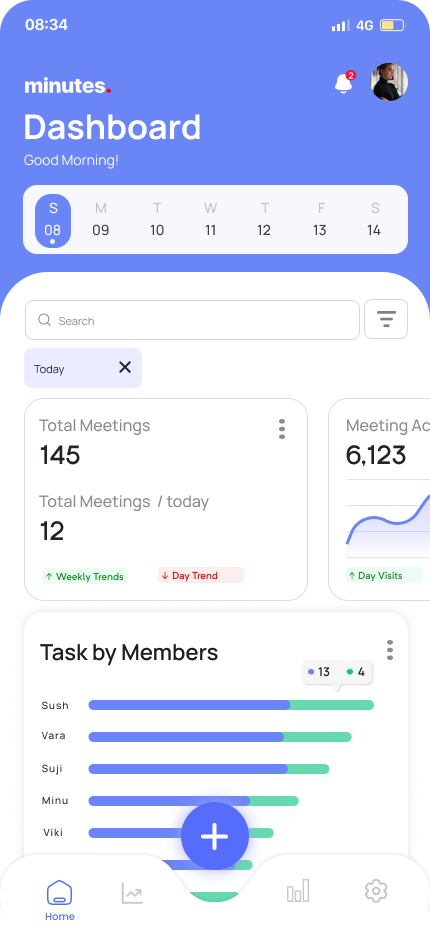 08:34 4G
minutes.
2
Dashboard
Good Morning!
S M T W T F S
08 09 10 11 12 13 14
Search
Today
Total Meetings
145
Total Meetings / today
12
↑ Weekly Trends ↓ Day Trend
Meeting Ac
6,123
↑ Day Visits
Task by Members
13 4
Sush
Vara
Suji
Minu
Viki
Home